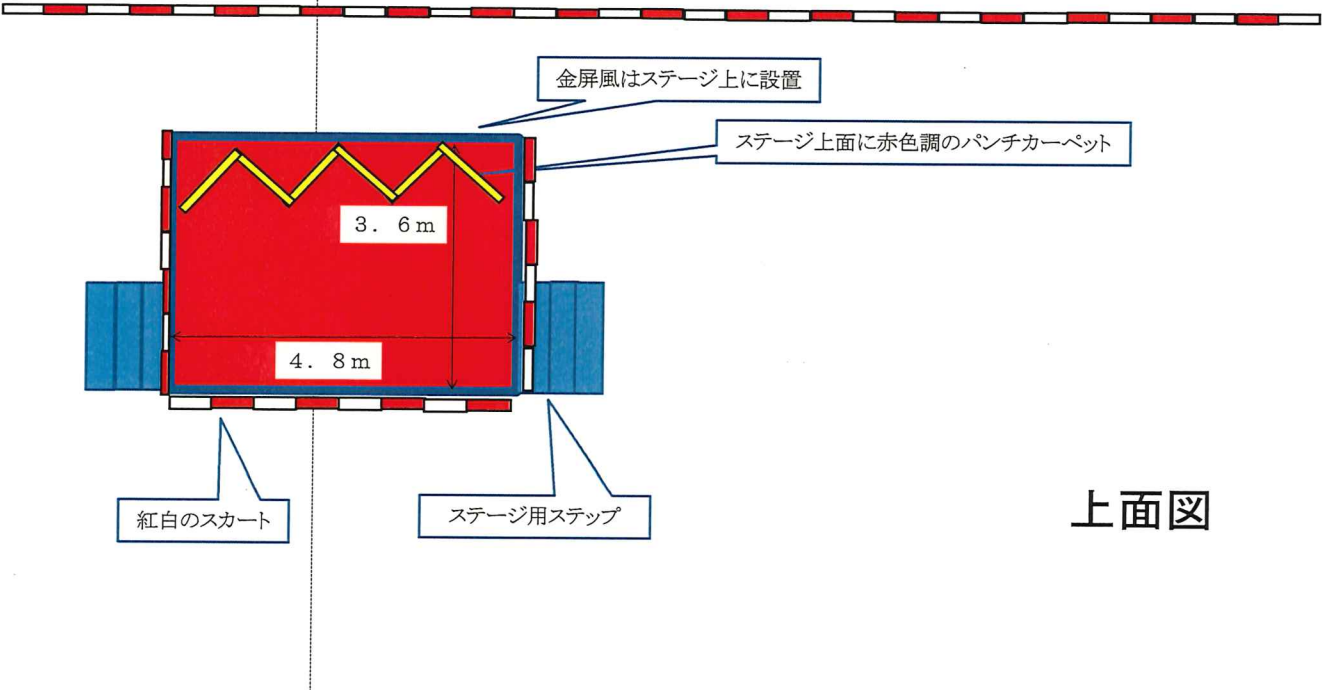 金屏風はステージ上に設置
ステージ上面に赤色調のパンチカーペット
3. 6m
4. 8m
紅白のスカート
ステージ用ステップ
上面図